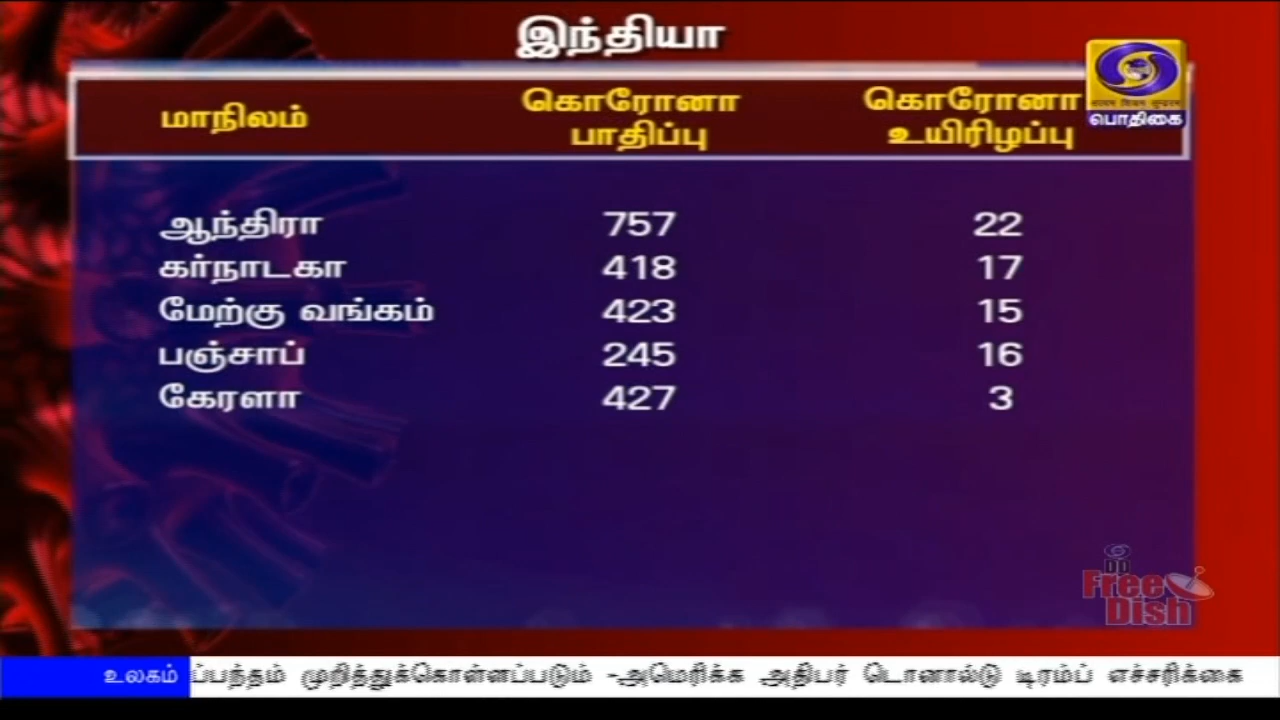 இந்தியா
மாநிலம் கொரோனா பாதிப்பு கொரோனா உயிரிழப்பு
பொதிகை
ஆந்திரா 757 22
கர்நாடகா 418 17
மேற்கு வங்கம் 423 15
பஞ்சாப் 245 16
கேரளா 427 3
DD
Free
Dish
உலகம் ப்பந்தம் முறித்துக்கொள்ளப்படும் -அமெரிக்க அதிபர் டொனால்டு டிரம்ப் எச்சரிக்கை